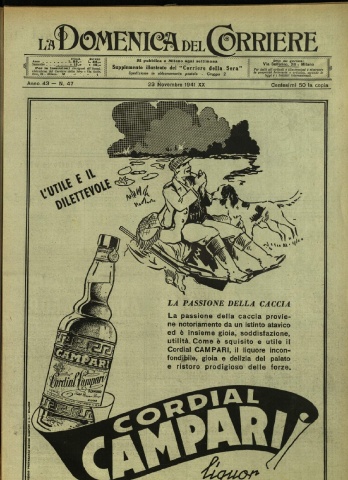 LA DOMENICA DEL CORRIERE
Si pubblica a Milano ogni settimana
Supplemento illustrato del "Corriere della Sera"
Spedizione in abbonamento postale - Gruppo 2
Via Solferino, 28 - Milano
Anno 43 - N. 47
23 Novembre 1941 XX
Centesimi 50 la copia
L'UTILE E IL
DILETTEVOLE
LA PASSIONE DELLA CACCIA
La passione della caccia provie-
ne notoriamente da un istinto atavico
ed è insieme gioia, soddisfazione,
utilità. Come è squisito e utile il
Cordial CAMPARI, il liquore incon-
fondibile, gioia e delizia del palato
e ristoro prodigioso delle forze.
CAMPARI
Cordial Campari
CORDIAL
CAMPARI
liquor